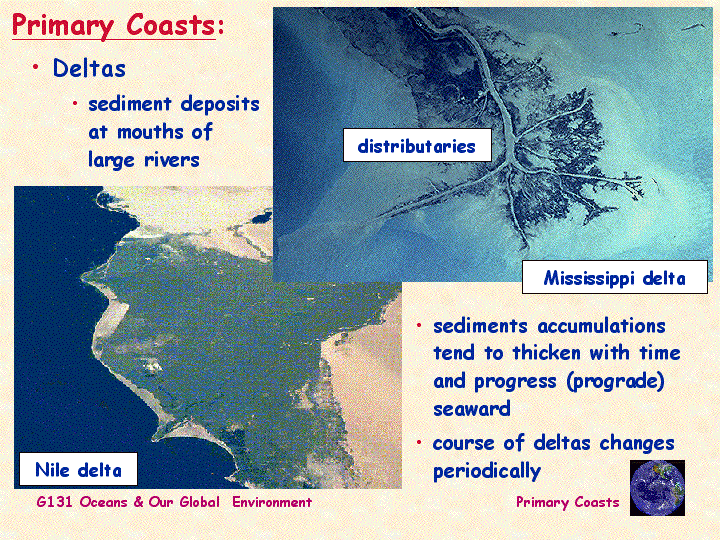 Primary Coasts:
• Deltas
• sediment deposits
at mouths of
large rivers
distributaries
Mississippi delta
Nile delta
• sediments accumulations
tend to thicken with time
and progress (prograde)
seaward
• course of deltas changes
periodically
G131 Oceans & Our Global Environment
Primary Coasts